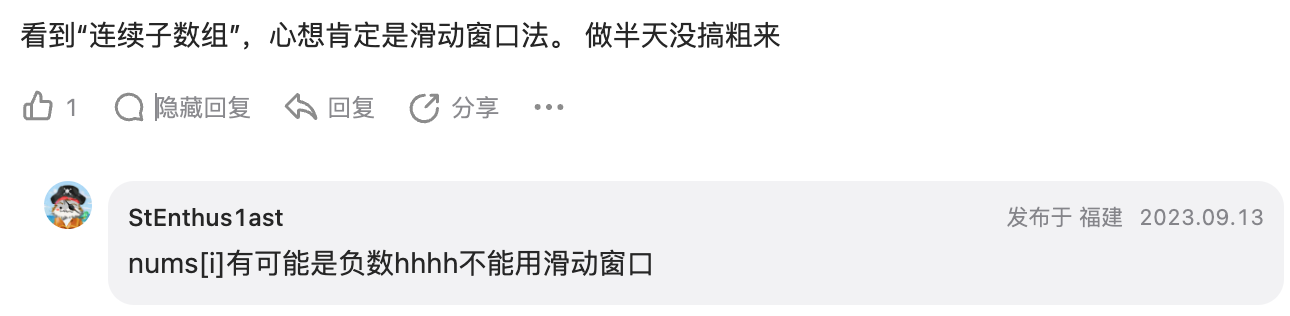 看到“连续子数组”，心想肯定是滑动窗口法。 做半天没搞粗来
1 隐藏回复 回复 分享 •••
StEnthus1ast 发布于 福建 2023.09.13
nums[i]有可能是负数hhhh不能用滑动窗口